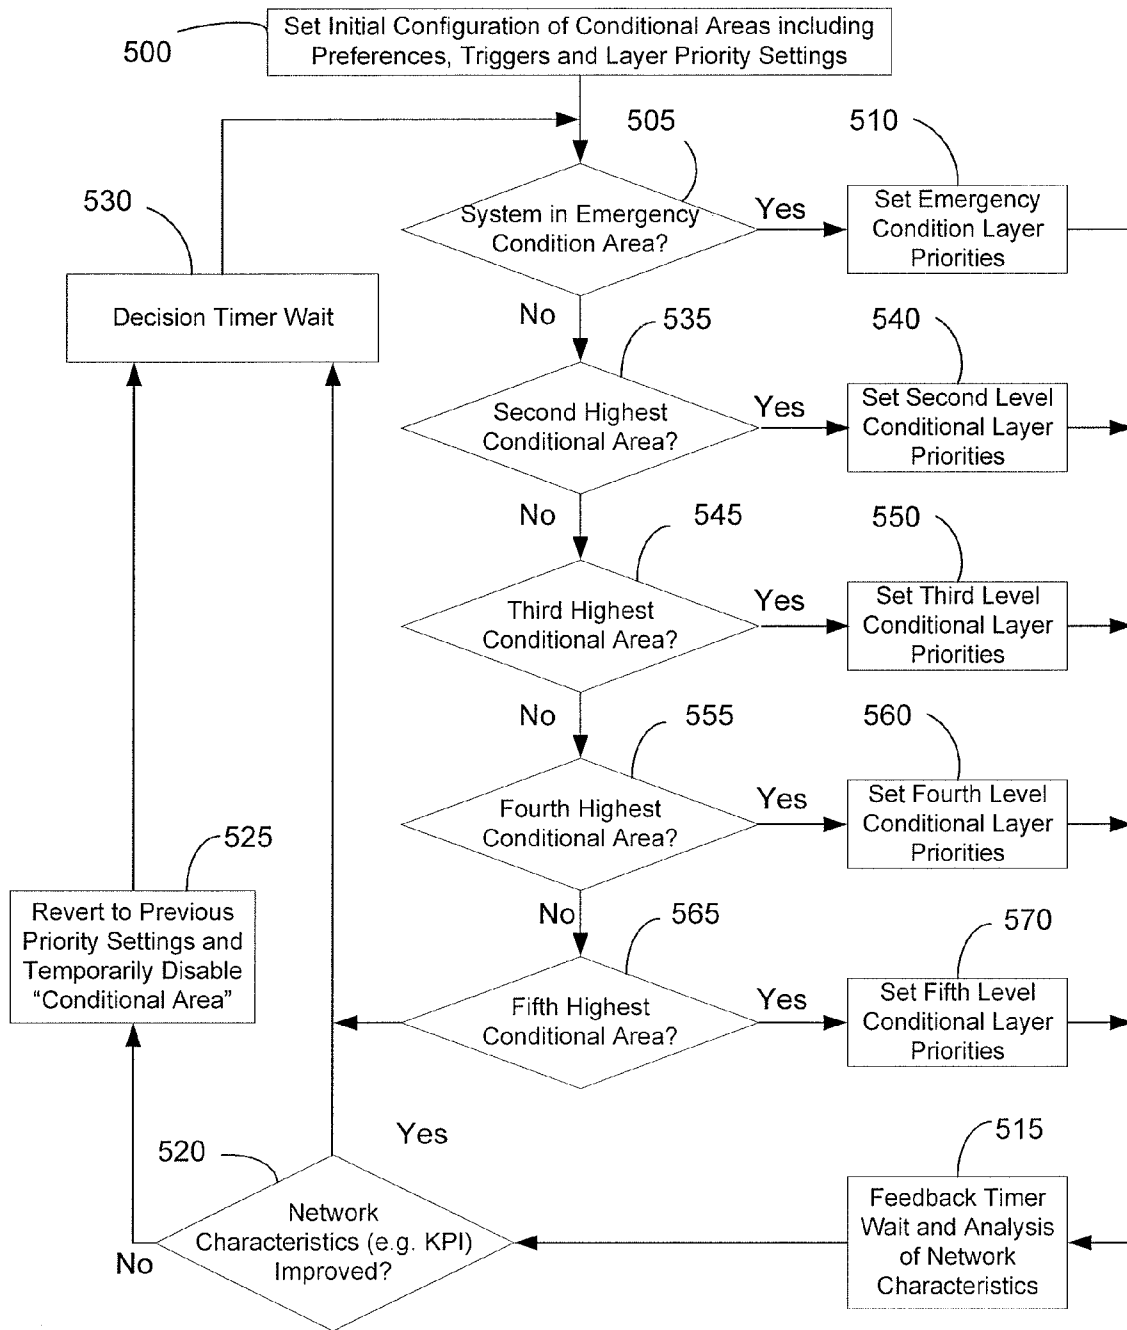 500
Set Initial Configuration of Conditional Areas including
Preferences, Triggers and Layer Priority Settings
505
510
530
System in Emergency
Condition Area?
Yes
Set Emergency
Condition Layer
Priorities
Decision Timer Wait
No
535
540
Second Highest
Conditional Area?
Yes
Set Second Level
Conditional Layer
Priorities
No
545
550
Third Highest
Conditional Area?
Yes
Set Third Level
Conditional Layer
Priorities
No
555
560
Fourth Highest
Conditional Area?
Yes
Set Fourth Level
Conditional Layer
Priorities
525
Revert to Previous
Priority Settings and
Temporarily Disable
“Conditional Area”
No
565
570
Fifth Highest
Conditional Area?
Yes
Set Fifth Level
Conditional Layer
Priorities
520
Yes
515
Network
Characteristics (e.g. KPI)
Improved?
No
Feedback Timer
Wait and Analysis
of Network
Characteristics